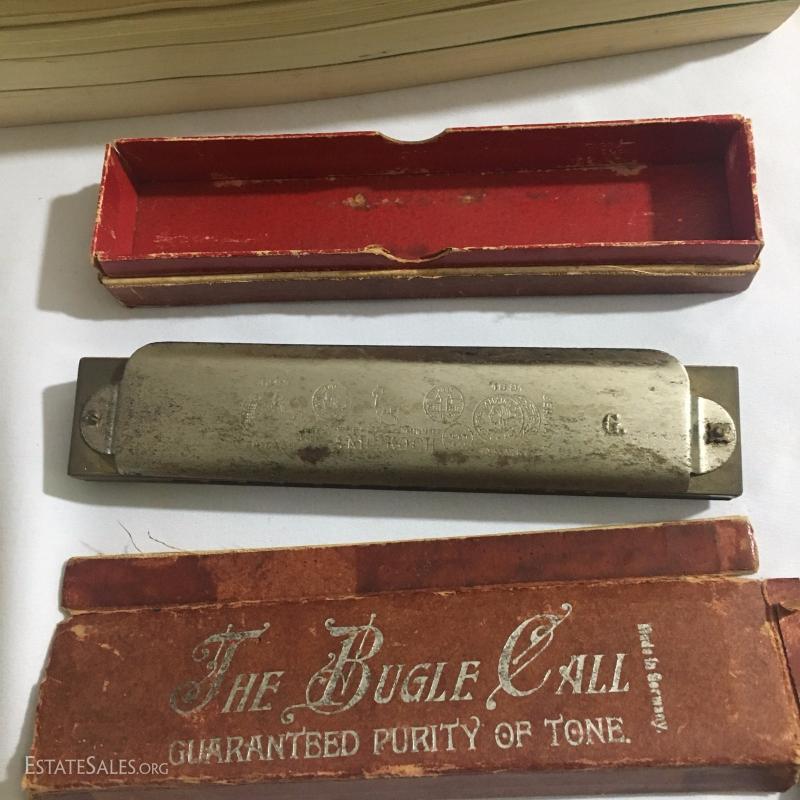 G.
THE BUGLE CALL
Made in Germany.
GUARANTEED PURITY OF TONE.
ESTATESALES.ORG